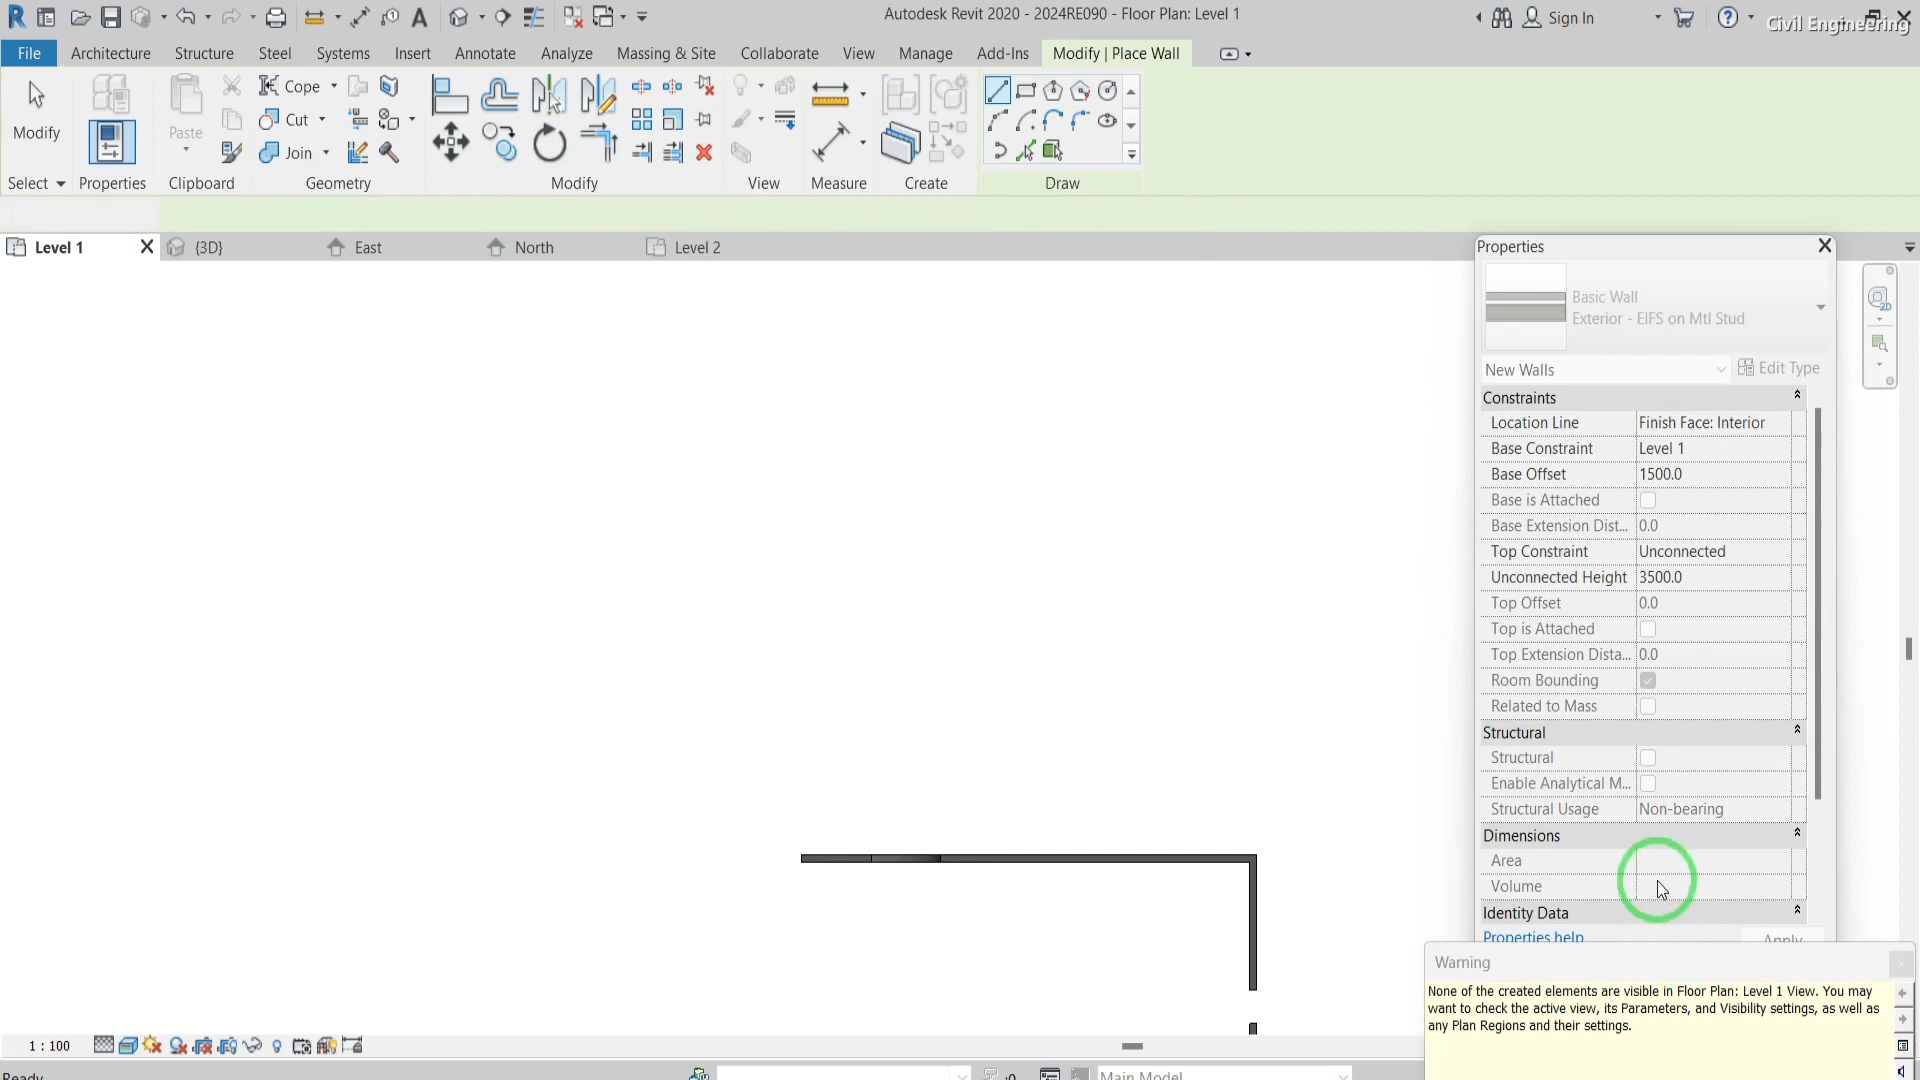 Autodesk Revit 2020 - 2024RE090 - Floor Plan: Level 1
Sign In
Civil Engineering
File
Architecture
Structure
Steel
Systems
Insert
Annotate
Analyze
Massing & Site
Collaborate
View
Manage
Add-Ins
Modify | Place Wall
Modify
Paste
Cope
Cut
Join
Select
Properties
Clipboard
Geometry
Modify
View
Measure
Create
Draw
Level 1
{3D}
East
North
Level 2
Properties
Basic Wall
Exterior - EIFS on Mtl Stud
New Walls
Edit Type
Constraints
Location Line Finish Face: Interior
Base Constraint Level 1
Base Offset 1500.0
Base is Attached
Base Extension Dist... 0.0
Top Constraint Unconnected
Unconnected Height 3500.0
Top Offset 0.0
Top is Attached
Top Extension Dista... 0.0
Room Bounding
Related to Mass
Structural
Structural
Enable Analytical M...
Structural Usage Non-bearing
Dimensions
Area
Volume
Identity Data
Properties help
Apply
Warning
None of the created elements are visible in Floor Plan: Level 1 View. You may
want to check the active view, its Parameters, and Visibility settings, as well as
any Plan Regions and their settings.
1 : 100
Ready
:0
Main Model
2D